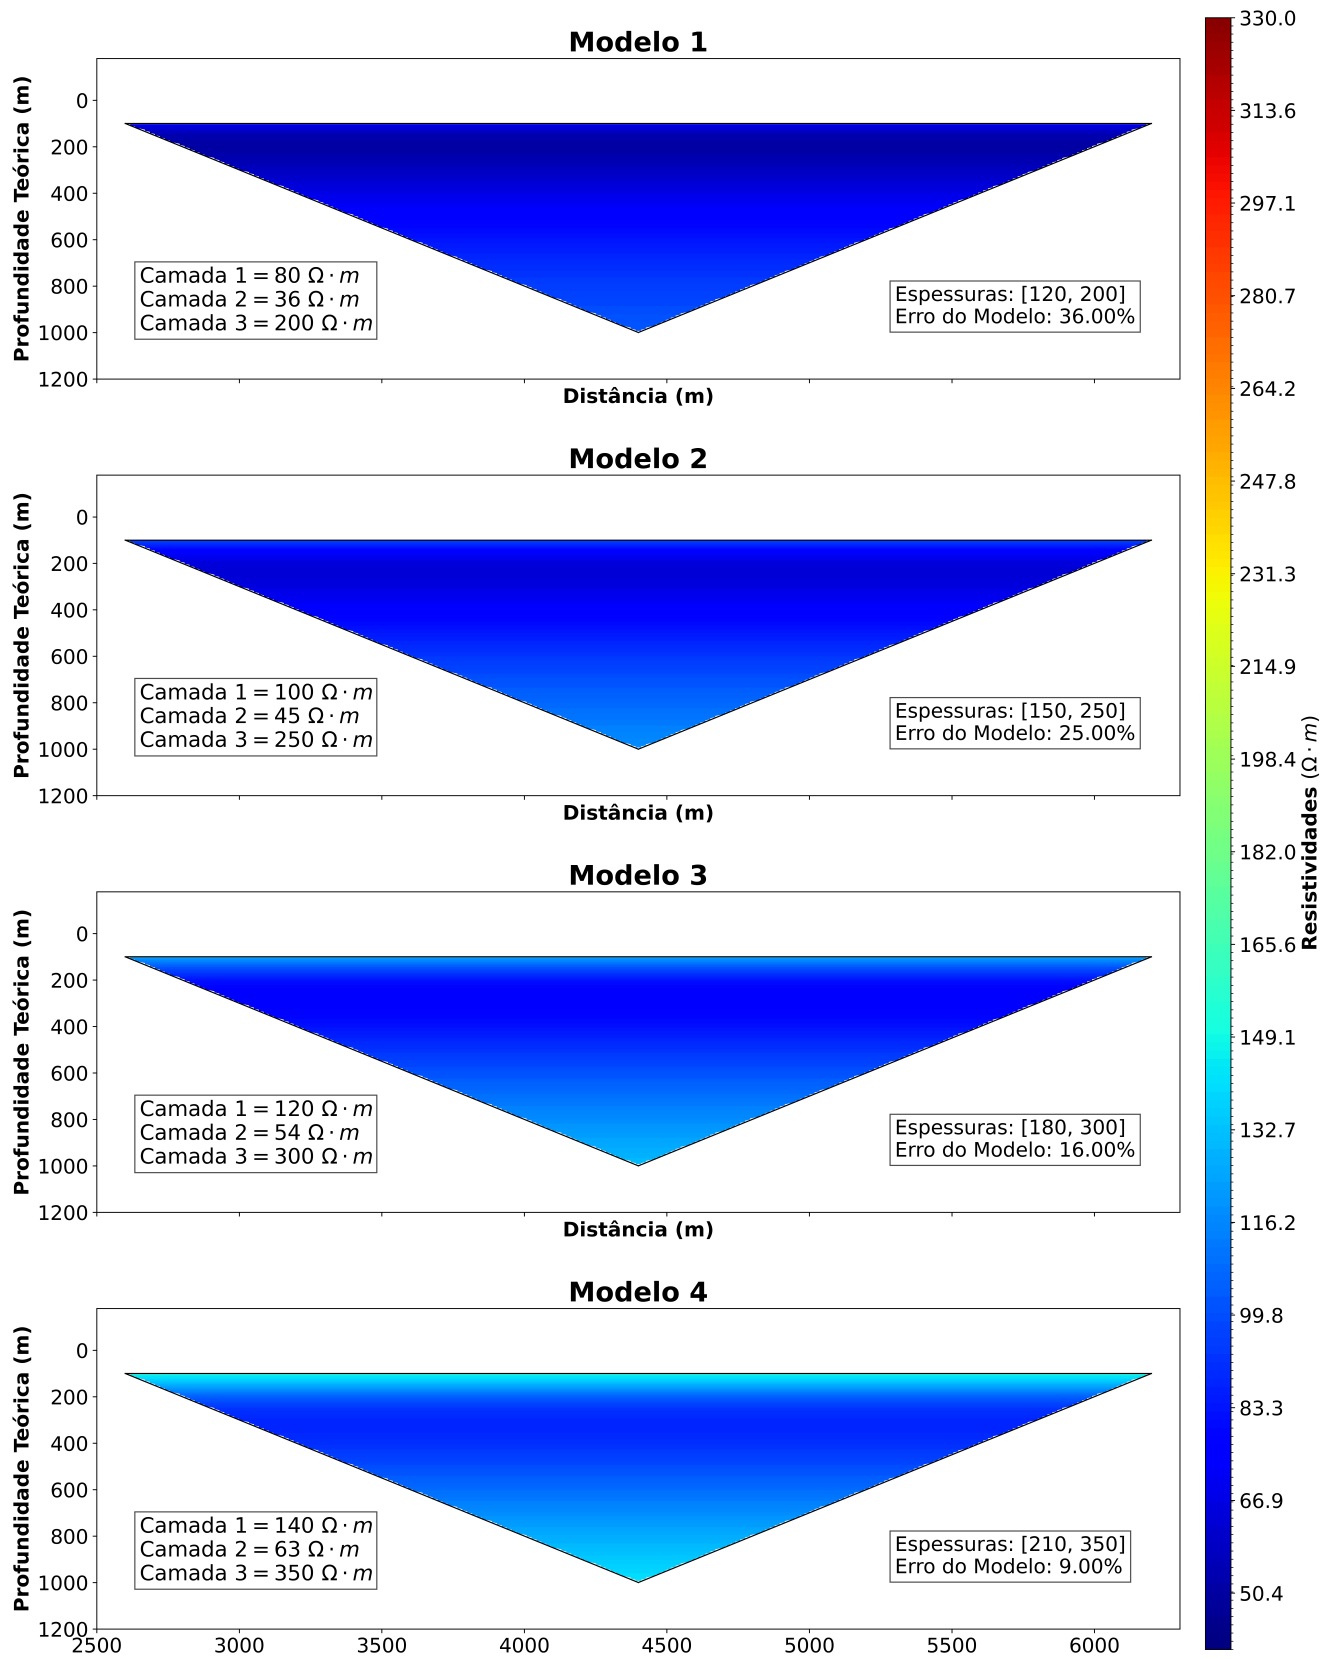 Modelo 1
Profundidade Teórica (m)
0
200
400
600
800
1000
1200
Camada 1 = 80 Ω · m
Camada 2 = 36 Ω · m
Camada 3 = 200 Ω · m
Espessuras: [120, 200]
Erro do Modelo: 36.00%
Distância (m)
Modelo 2
Profundidade Teórica (m)
0
200
400
600
800
1000
1200
Camada 1 = 100 Ω · m
Camada 2 = 45 Ω · m
Camada 3 = 250 Ω · m
Espessuras: [150, 250]
Erro do Modelo: 25.00%
Distância (m)
Modelo 3
Profundidade Teórica (m)
0
200
400
600
800
1000
1200
Camada 1 = 120 Ω · m
Camada 2 = 54 Ω · m
Camada 3 = 300 Ω · m
Espessuras: [180, 300]
Erro do Modelo: 16.00%
Distância (m)
Modelo 4
Profundidade Teórica (m)
0
200
400
600
800
1000
1200
Camada 1 = 140 Ω · m
Camada 2 = 63 Ω · m
Camada 3 = 350 Ω · m
Espessuras: [210, 350]
Erro do Modelo: 9.00%
2500 3000 3500 4000 4500 5000 5500 6000
330.0
313.6
297.1
280.7
264.2
247.8
231.3
214.9
198.4
182.0
165.6
149.1
132.7
116.2
99.8
83.3
66.9
50.4
Resistividades (Ω · m)